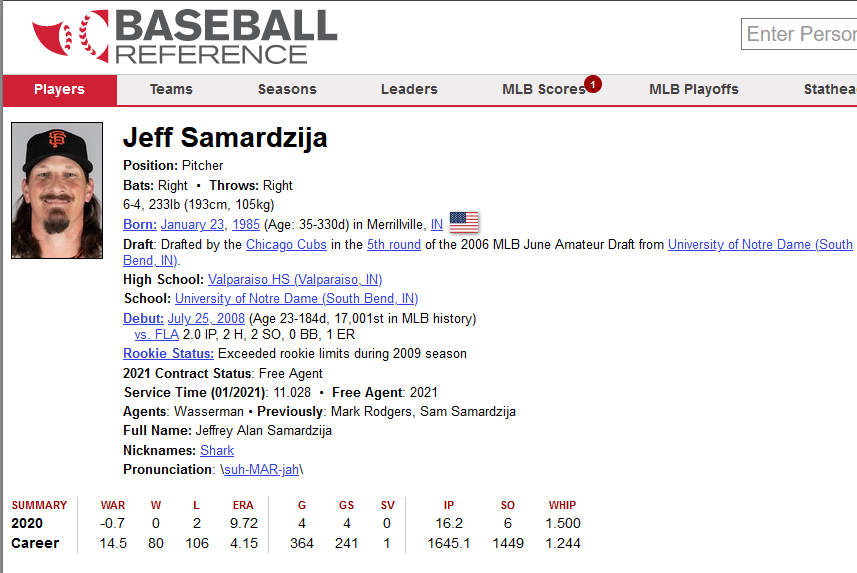 BASEBALL
REFERENCE
Enter Person
Players Teams Seasons Leaders MLB Scores 1 MLB Playoffs Stathea
Jeff Samardzija
Position: Pitcher
Bats: Right • Throws: Right
6-4, 233lb (193cm, 105kg)
Born: January 23, 1985 (Age: 35-330d) in Merrillville, IN
Draft: Drafted by the Chicago Cubs in the 5th round of the 2006 MLB June Amateur Draft from University of Notre Dame (South
Bend, IN).
High School: Valparaiso HS (Valparaiso, IN)
School: University of Notre Dame (South Bend, IN)
Debut: July 25, 2008 (Age 23-184d, 17,001st in MLB history)
vs. FLA 2.0 IP, 2 H, 2 SO, 0 BB, 1 ER
Rookie Status: Exceeded rookie limits during 2009 season
2021 Contract Status: Free Agent
Service Time (01/2021): 11.028 • Free Agent: 2021
Agents: Wasserman • Previously: Mark Rodgers, Sam Samardzija
Full Name: Jeffrey Alan Samardzija
Nicknames: Shark
Pronunciation: \suh-MAR-jah\
SUMMARY WAR W L ERA G GS SV IP SO WHIP
2020 -0.7 0 2 9.72 4 4 0 16.2 6 1.500
Career 14.5 80 106 4.15 364 241 1 1645.1 1449 1.244